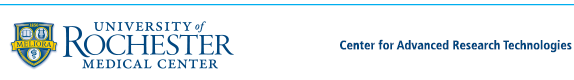 MELIORA
UNIVERSITY of
ROCHESTER
MEDICAL CENTER
Center for Advanced Research Technologies